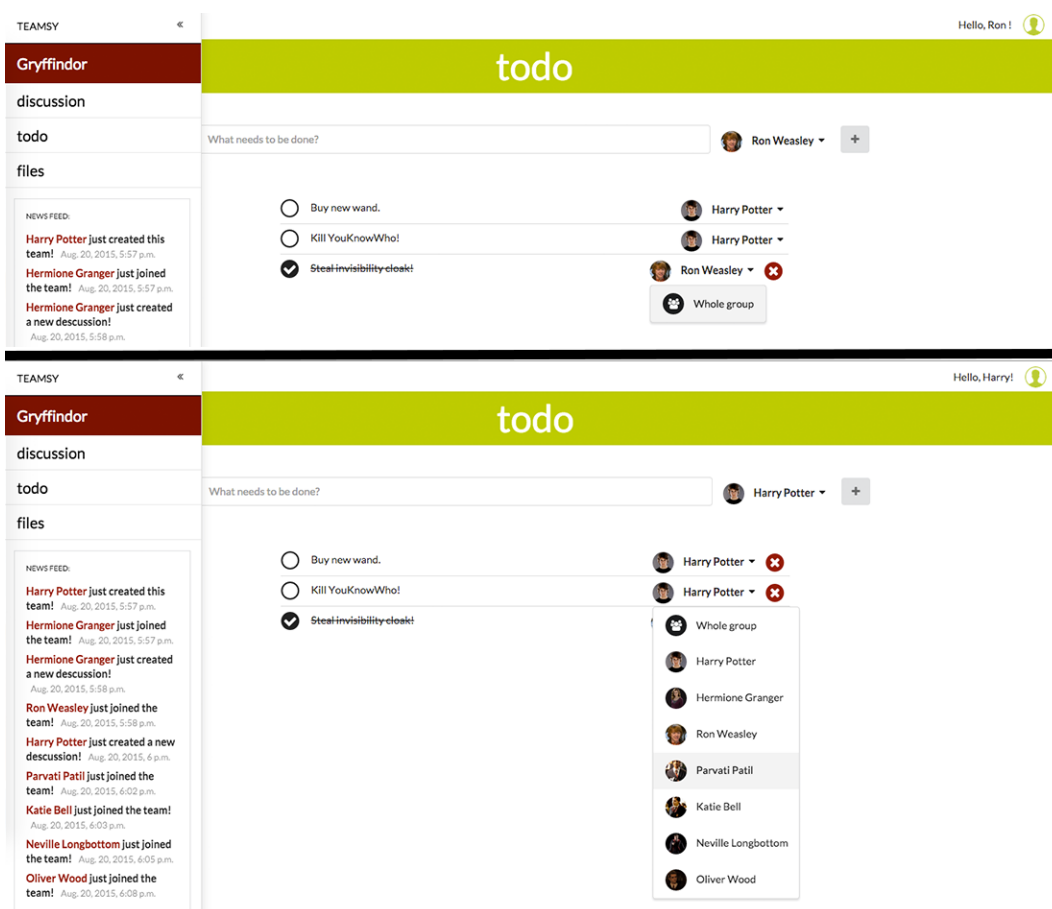 TEAMSY «
Hello, Ron !
Gryffindor
todo
discussion
todo
files
What needs to be done?
Ron Weasley
+
NEWS FEED:
Harry Potter just created this
team! Aug. 20, 2015, 5:57 p.m.
Hermione Granger just joined
the team! Aug. 20, 2015, 5:57 p.m.
Hermione Granger just created
a new descussion!
Aug. 20, 2015, 5:58 p.m.
Buy new wand.
Harry Potter
Kill YouKnowWho!
Harry Potter
Steal invisibility cloak!
Ron Weasley
Whole group
TEAMSY «
Hello, Harry!
Gryffindor
todo
discussion
todo
files
What needs to be done?
Harry Potter
+
NEWS FEED:
Harry Potter just created this
team! Aug. 20, 2015, 5:57 p.m.
Hermione Granger just joined
the team! Aug. 20, 2015, 5:57 p.m.
Hermione Granger just created
a new descussion!
Aug. 20, 2015, 5:58 p.m.
Ron Weasley just joined the
team! Aug. 20, 2015, 5:58 p.m.
Harry Potter just created a new
descussion! Aug. 20, 2015, 6 p.m.
Parvati Patil just joined the
team! Aug. 20, 2015, 6:02 p.m.
Katie Bell just joined the team!
Aug. 20, 2015, 6:03 p.m.
Neville Longbottom just joined
the team! Aug. 20, 2015, 6:05 p.m.
Oliver Wood just joined the
team! Aug. 20, 2015, 6:08 p.m.
Buy new wand.
Harry Potter
Kill YouKnowWho!
Harry Potter
Steal invisibility cloak!
Whole group
Harry Potter
Hermione Granger
Ron Weasley
Parvati Patil
Katie Bell
Neville Longbottom
Oliver Wood